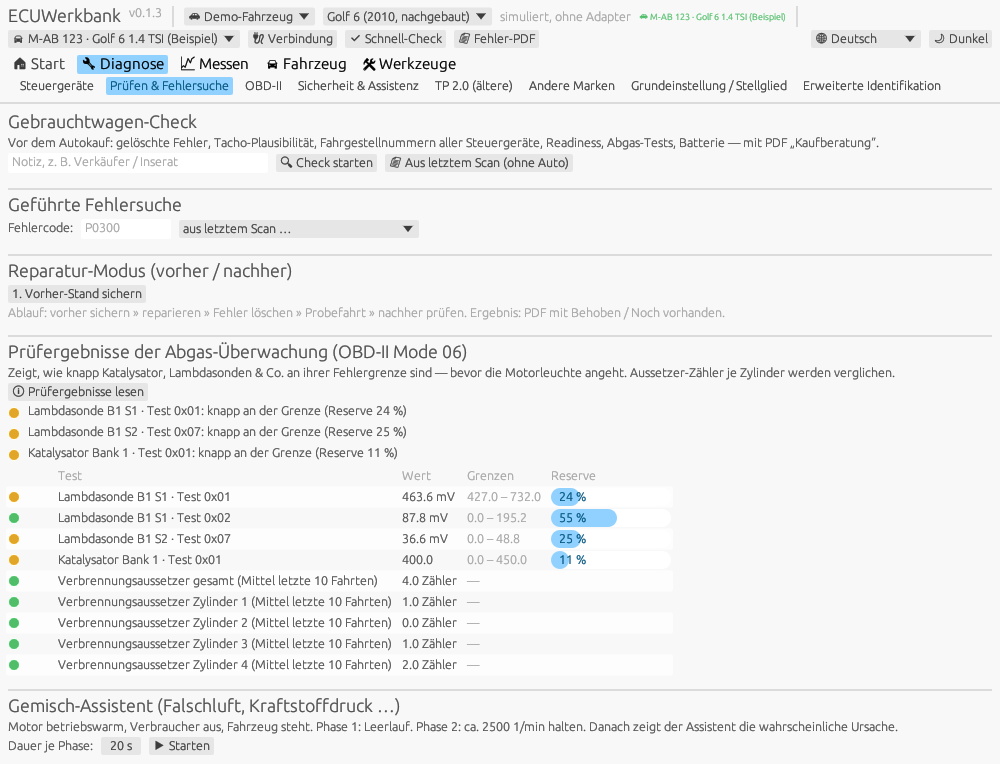 ECUWerkbank v0.1.3 Demo-Fahrzeug Golf 6 (2010, nachgebaut) simuliert, ohne Adapter M-AB 123 · Golf 6 1.4 TSI (Beispiel)
M-AB 123 · Golf 6 1.4 TSI (Beispiel) Verbindung Schnell-Check Fehler-PDF Deutsch Dunkel
Start Diagnose Messen Fahrzeug Werkzeuge
Steuergeräte Prüfen & Fehlersuche OBD-II Sicherheit & Assistenz TP 2.0 (ältere) Andere Marken Grundeinstellung / Stellglied Erweiterte Identifikation
Gebrauchtwagen-Check
Vor dem Autokauf: gelöschte Fehler, Tacho-Plausibilität, Fahrgestellnummern aller Steuergeräte, Readiness, Abgas-Tests, Batterie — mit PDF „Kaufberatung“.
Notiz, z. B. Verkäufer / Inserat Check starten Aus letztem Scan (ohne Auto)
Geführte Fehlersuche
Fehlercode: P0300 aus letztem Scan ...
Reparatur-Modus (vorher / nachher)
1. Vorher-Stand sichern
Ablauf: vorher sichern » reparieren » Fehler löschen » Probefahrt » nachher prüfen. Ergebnis: PDF mit Behoben / Noch vorhanden.
Prüfergebnisse der Abgas-Überwachung (OBD-II Mode 06)
Zeigt, wie knapp Katalysator, Lambdasonden & Co. an ihrer Fehlergrenze sind — bevor die Motorleuchte angeht. Aussetzer-Zähler je Zylinder werden verglichen.
Prüfergebnisse lesen
Lambdasonde B1 S1 · Test 0x01: knapp an der Grenze (Reserve 24 %)
Lambdasonde B1 S2 · Test 0x07: knapp an der Grenze (Reserve 25 %)
Katalysator Bank 1 · Test 0x01: knapp an der Grenze (Reserve 11 %)
Test Wert Grenzen Reserve
Lambdasonde B1 S1 · Test 0x01 463.6 mV 427.0 – 732.0 24 %
Lambdasonde B1 S1 · Test 0x02 87.8 mV 0.0 – 195.2 55 %
Lambdasonde B1 S2 · Test 0x07 36.6 mV 0.0 – 48.8 25 %
Katalysator Bank 1 · Test 0x01 400.0 0.0 – 450.0 11 %
Verbrennungsaussetzer gesamt (Mittel letzte 10 Fahrten) 4.0 Zähler —
Verbrennungsaussetzer Zylinder 1 (Mittel letzte 10 Fahrten) 1.0 Zähler —
Verbrennungsaussetzer Zylinder 2 (Mittel letzte 10 Fahrten) 0.0 Zähler —
Verbrennungsaussetzer Zylinder 3 (Mittel letzte 10 Fahrten) 1.0 Zähler —
Verbrennungsaussetzer Zylinder 4 (Mittel letzte 10 Fahrten) 2.0 Zähler —
Gemisch-Assistent (Falschluft, Kraftstoffdruck ...)
Motor betriebswarm, Verbraucher aus, Fahrzeug steht. Phase 1: Leerlauf. Phase 2: ca. 2500 1/min halten. Danach zeigt der Assistent die wahrscheinliche Ursache.
Dauer je Phase: 20 s Starten